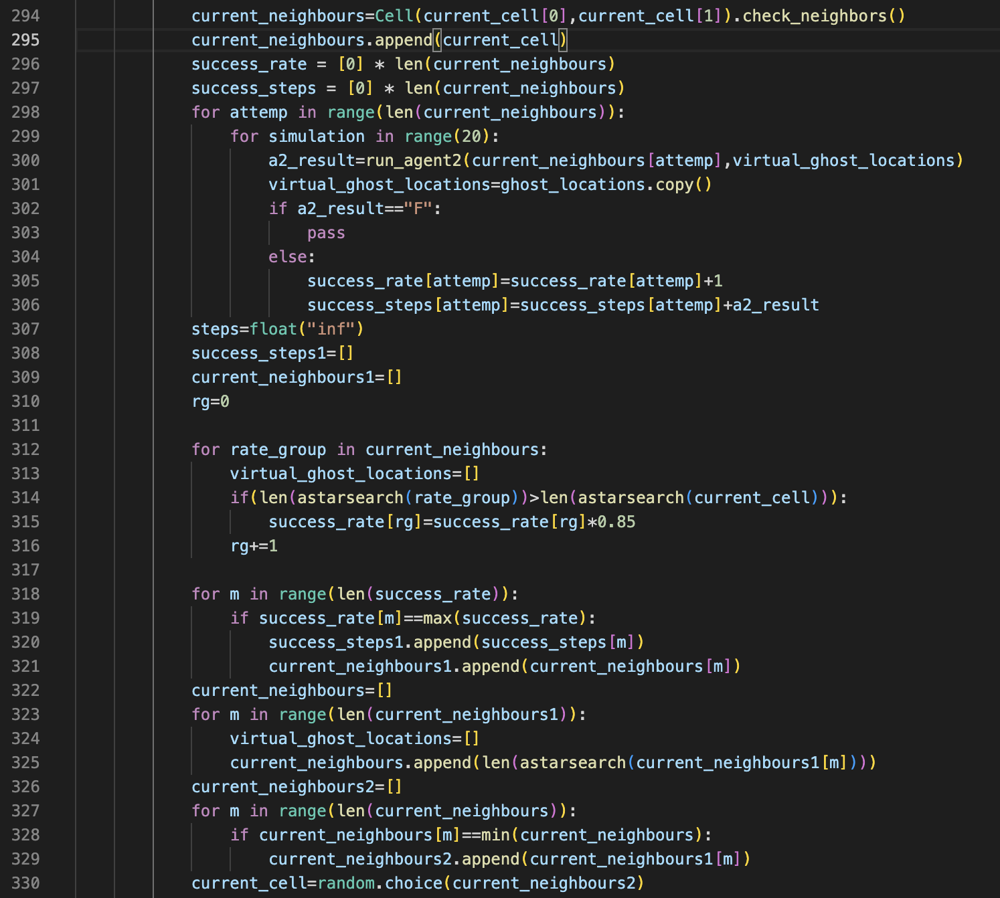 294 current_neighbours=Cell(current_cell[0],current_cell[1]).check_neighbors()
295 current_neighbours.append(current_cell)
296 success_rate = [0] * len(current_neighbours)
297 success_steps = [0] * len(current_neighbours)
298 for attemp in range(len(current_neighbours)):
299 for simulation in range(20):
300 a2_result=run_agent2(current_neighbours[attemp],virtual_ghost_locations)
301 virtual_ghost_locations=ghost_locations.copy()
302 if a2_result=="F":
303 pass
304 else:
305 success_rate[attemp]=success_rate[attemp]+1
306 success_steps[attemp]=success_steps[attemp]+a2_result
307 steps=float("inf")
308 success_steps1=[]
309 current_neighbours1=[]
310 rg=0
311
312 for rate_group in current_neighbours:
313 virtual_ghost_locations=[]
314 if(len(astarsearch(rate_group))>len(astarsearch(current_cell))):
315 success_rate[rg]=success_rate[rg]*0.85
316 rg+=1
317
318 for m in range(len(success_rate)):
319 if success_rate[m]==max(success_rate):
320 success_steps1.append(success_steps[m])
321 current_neighbours1.append(current_neighbours[m])
322 current_neighbours=[]
323 for m in range(len(current_neighbours1)):
324 virtual_ghost_locations=[]
325 current_neighbours.append(len(astarsearch(current_neighbours1[m])))
326 current_neighbours2=[]
327 for m in range(len(current_neighbours)):
328 if current_neighbours[m]==min(current_neighbours):
329 current_neighbours2.append(current_neighbours1[m])
330 current_cell=random.choice(current_neighbours2)